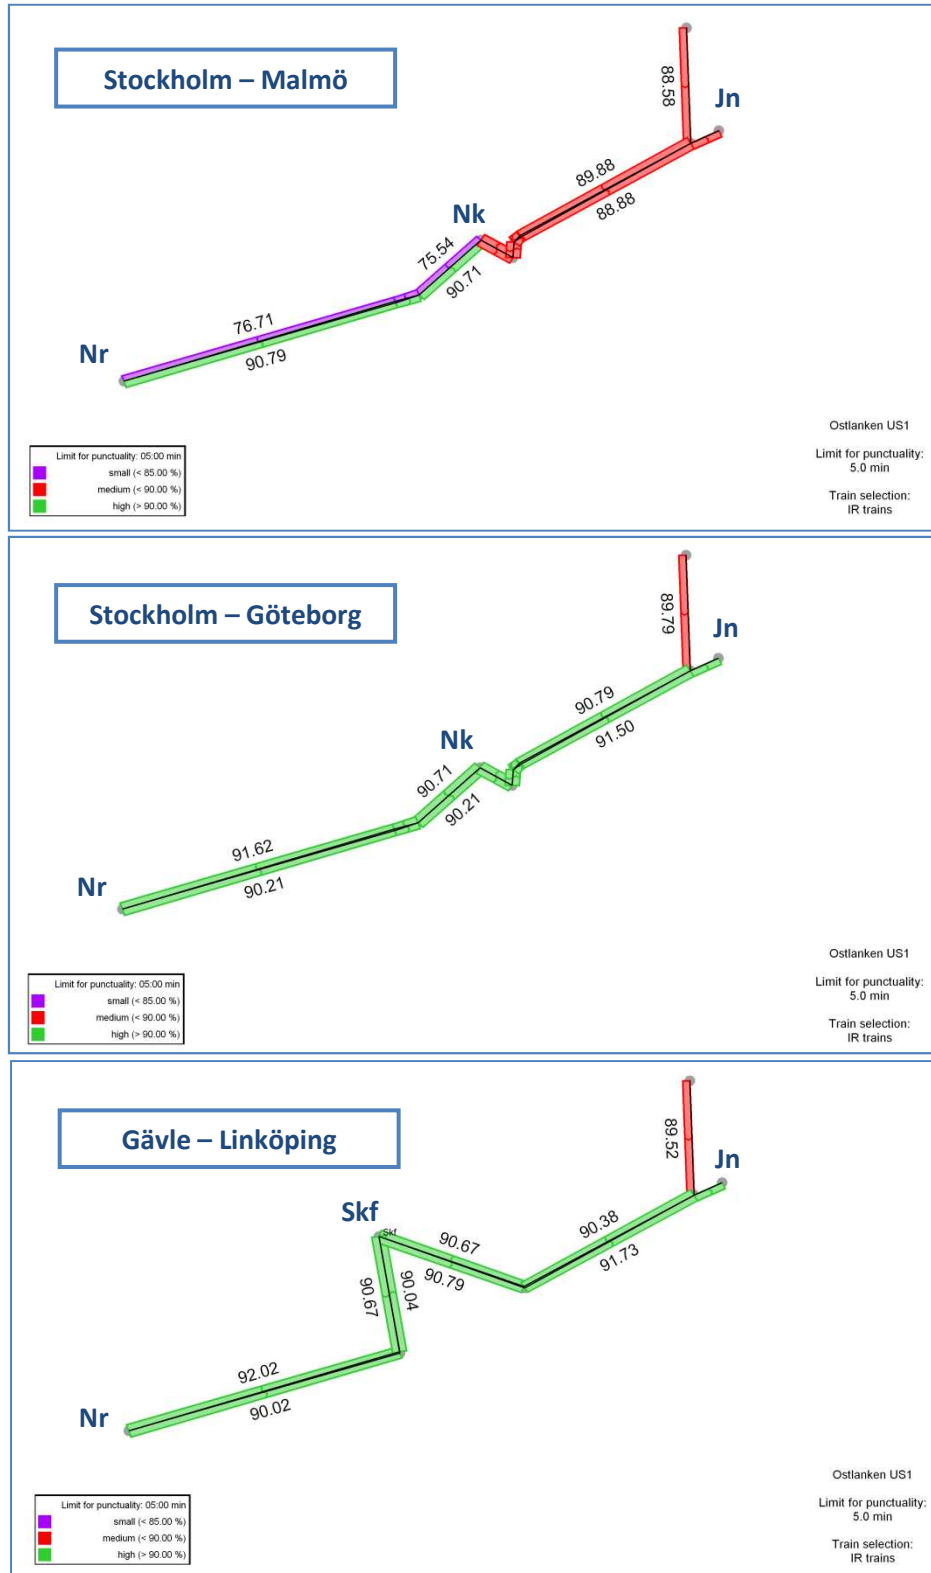 Stockholm – Malmö
88.58
Jn
89.88
88.88
Nk
75.54
90.71
76.71
90.79
Nr
Ostlanken US1
Limit for punctuality:
5.0 min
Train selection:
IR trains
Limit for punctuality: 05:00 min
small (< 85.00 %)
medium (< 90.00 %)
high (> 90.00 %)
Stockholm – Göteborg
89.79
Jn
90.79
91.50
Nk
90.71
90.21
91.62
90.21
Nr
Ostlanken US1
Limit for punctuality:
5.0 min
Train selection:
IR trains
Limit for punctuality: 05:00 min
small (< 85.00 %)
medium (< 90.00 %)
high (> 90.00 %)
Gävle – Linköping
89.52
Jn
Skf
Skf
90.67
90.79
90.38
91.73
90.67
90.04
92.02
90.02
Nr
Ostlanken US1
Limit for punctuality:
5.0 min
Train selection:
IR trains
Limit for punctuality: 05:00 min
small (< 85.00 %)
medium (< 90.00 %)
high (> 90.00 %)